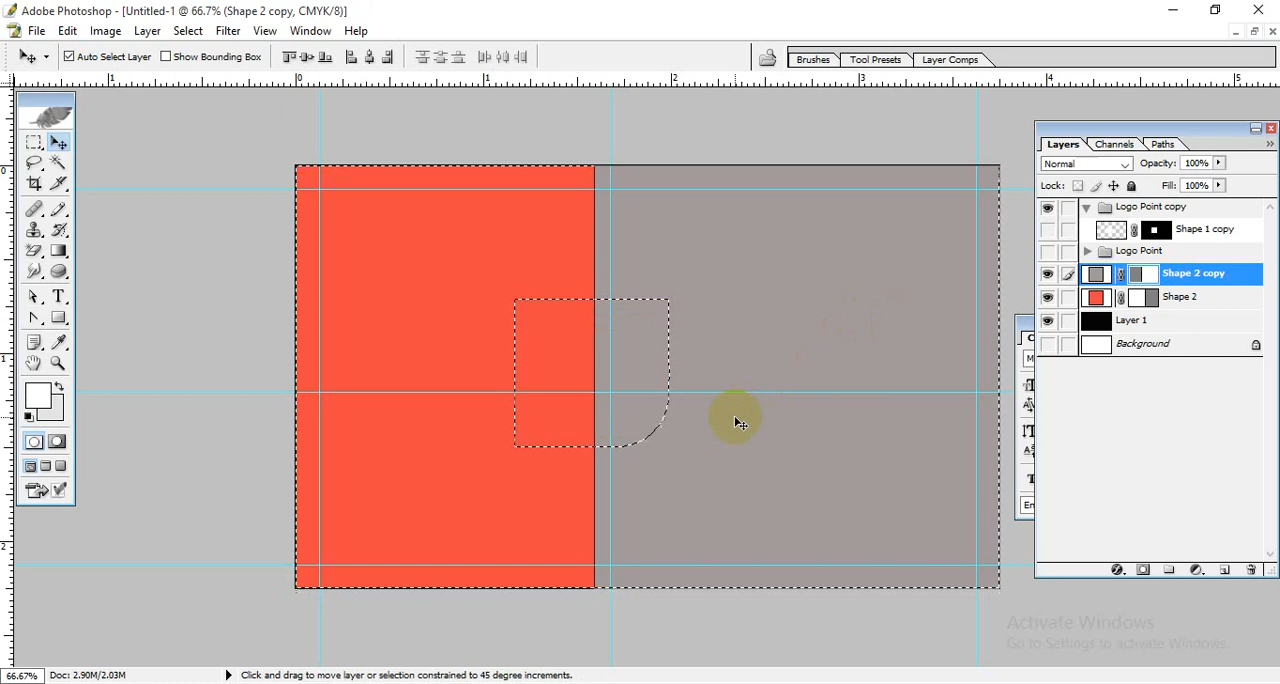 Adobe Photoshop - [Untitled-1 @ 66.7% (Shape 2 copy, CMYK/8)]
File Edit Image Layer Select Filter View Window Help
Auto Select Layer Show Bounding Box Brushes Tool Presets Layer Comps
1 0 1 2 3 4 5
0
1
2
Layers Channels Paths
Normal Opacity: 100%
Lock: Fill: 100%
Logo Point copy
Shape 1 copy
Logo Point
Shape 2 copy
Shape 2
Layer 1
Background
Activate Windows
Go to Settings to activate Windows.
66.67% Doc: 2.90M/2.03M Click and drag to move layer or selection constrained to 45 degree increments.